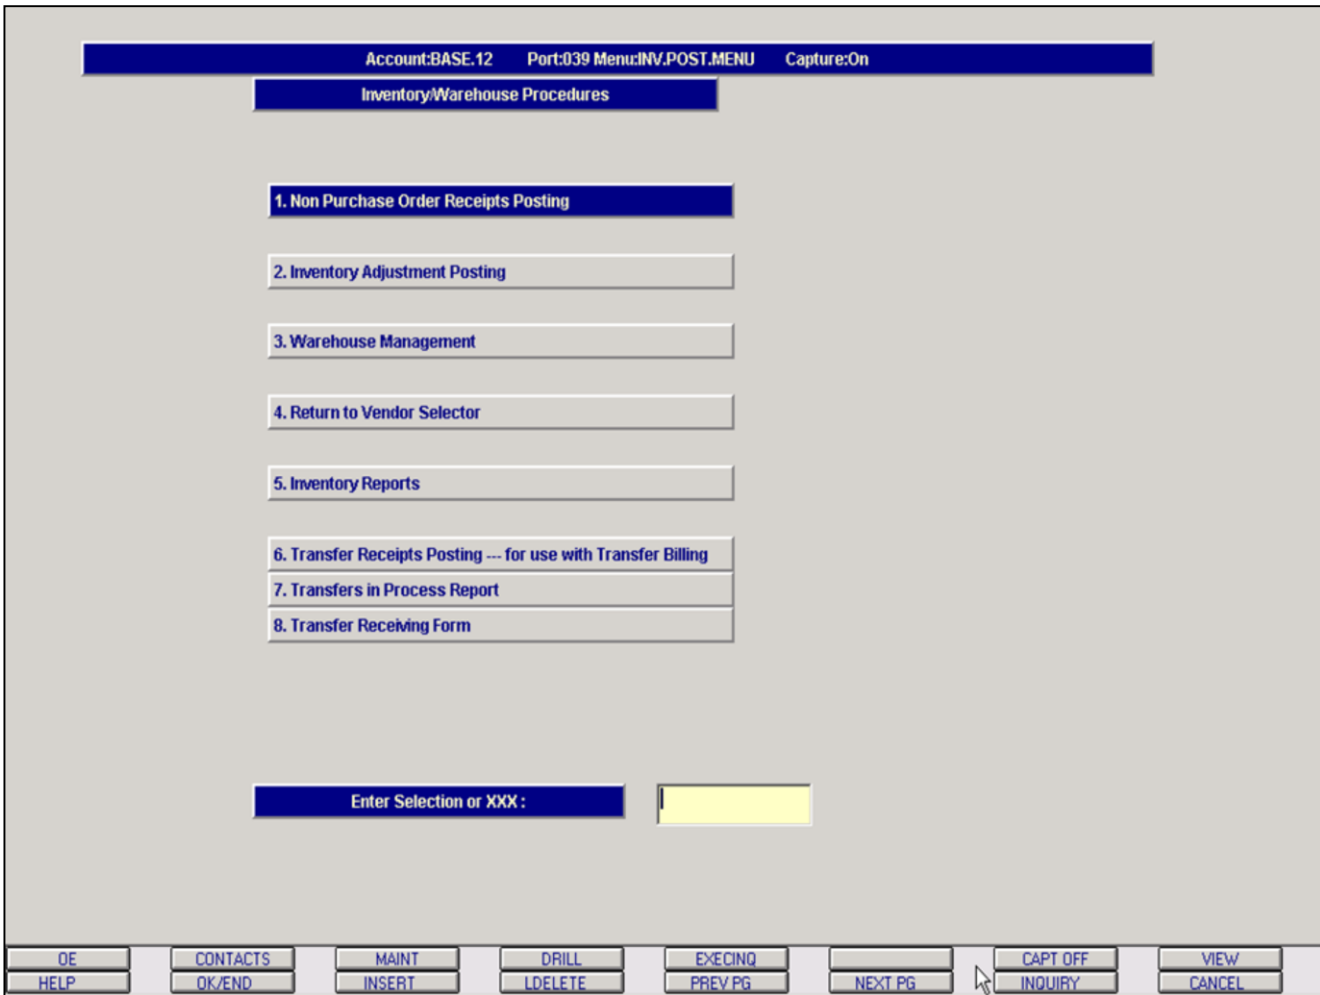 Account:BASE.12 Port:039 Menu:INV.POST.MENU Capture:On
Inventory/Warehouse Procedures
1. Non Purchase Order Receipts Posting
2. Inventory Adjustment Posting
3. Warehouse Management
4. Return to Vendor Selector
5. Inventory Reports
6. Transfer Receipts Posting --- for use with Transfer Billing
7. Transfers in Process Report
8. Transfer Receiving Form
Enter Selection or XXX :
OE CONTACTS MAINT DRILL EXECINQ CAPT OFF VIEW
HELP OK/END INSERT LDELETE PREV PG NEXT PG INQUIRY CANCEL